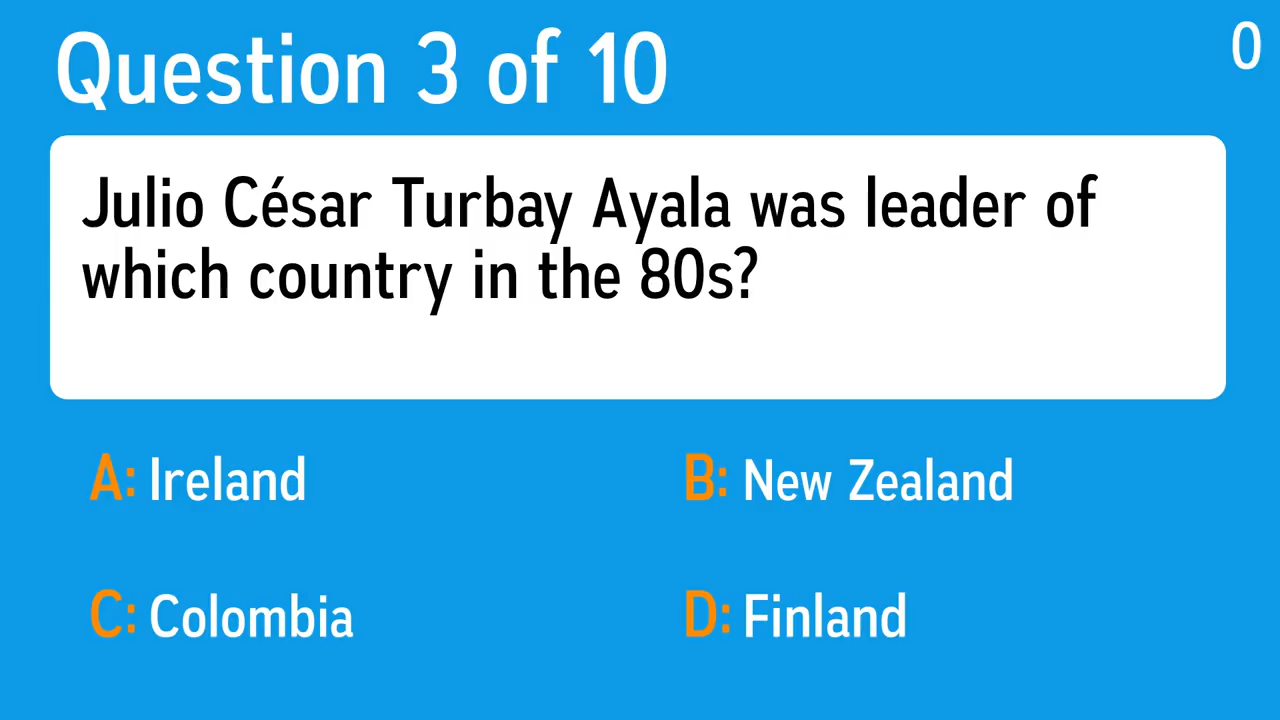 Question 3 of 10
0
Julio César Turbay Ayala was leader of
which country in the 80s?
A: Ireland
B: New Zealand
C: Colombia
D: Finland